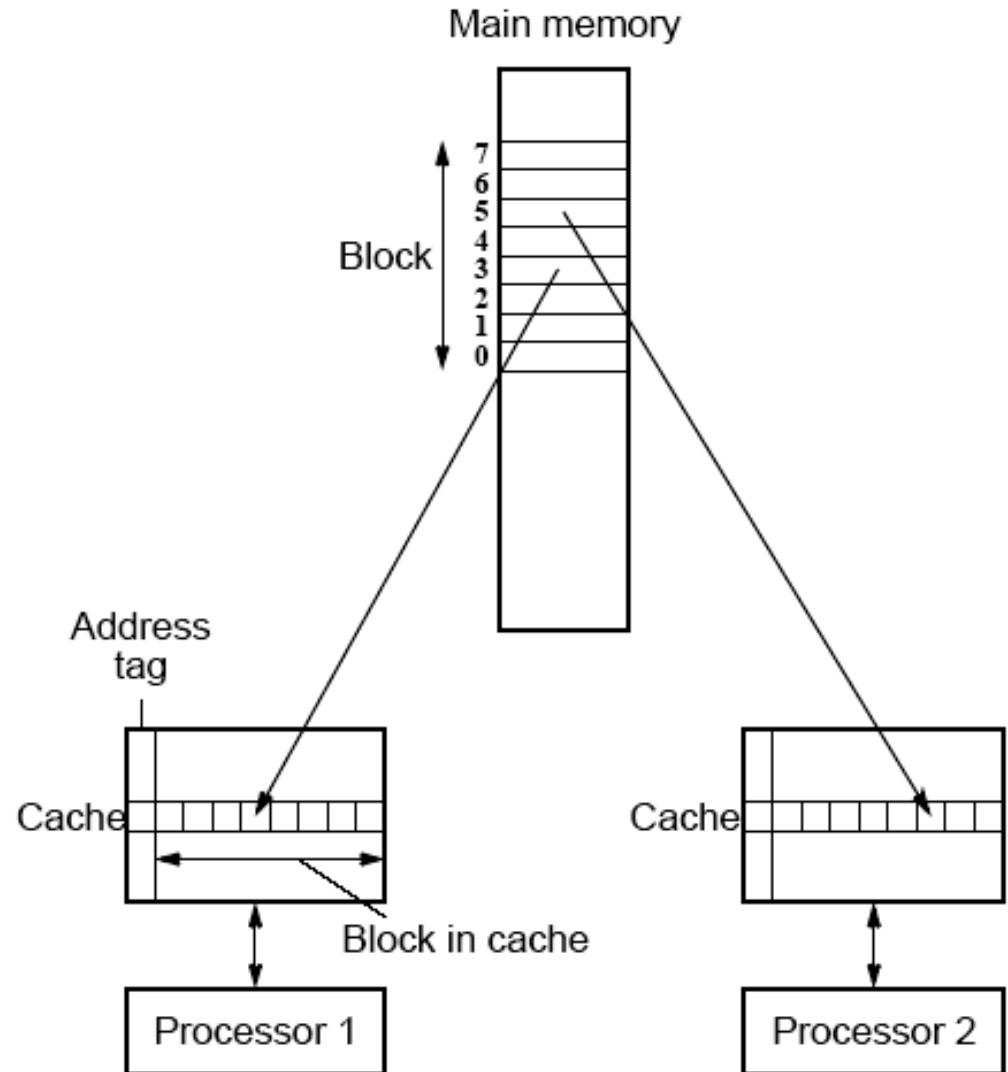 Main memory
7
6
5
Block
4
3
2
1
0
Address
tag
Cache
Cache
Block in cache
Processor 1
Processor 2